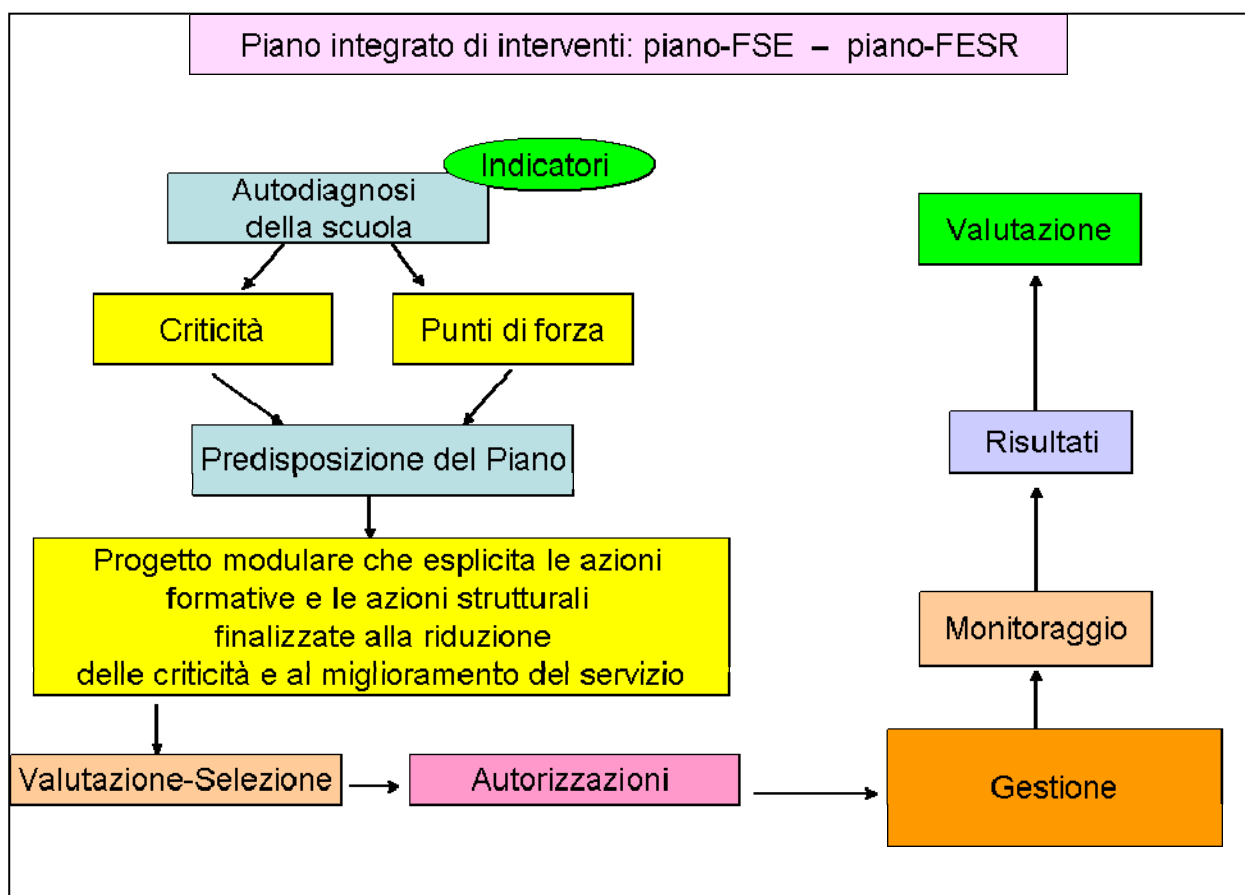 Piano integrato di interventi: piano-FSE – piano-FESR
Indicatori
Autodiagnosi
della scuola
Criticità
Punti di forza
Predisposizione del Piano
Progetto modulare che esplicita le azioni
formative e le azioni strutturali
finalizzate alla riduzione
delle criticità e al miglioramento del servizio
Valutazione-Selezione
Autorizzazioni
Gestione
Monitoraggio
Risultati
Valutazione